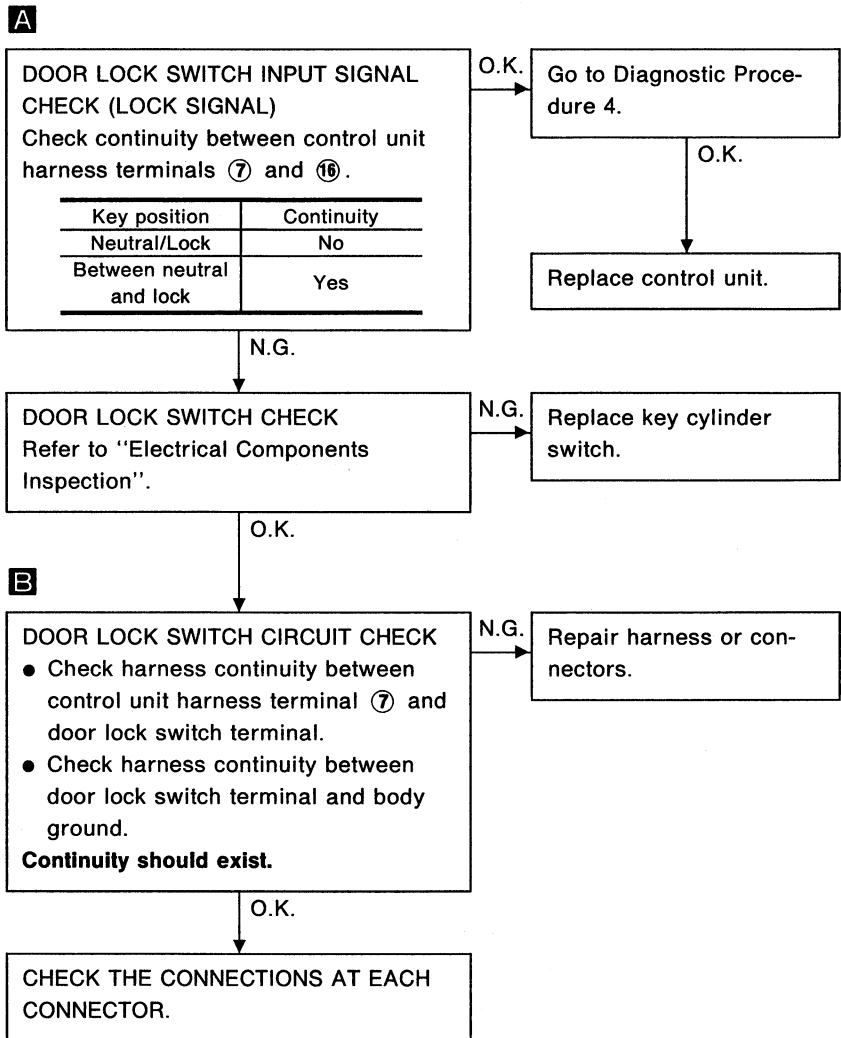 A
DOOR LOCK SWITCH INPUT SIGNAL
CHECK (LOCK SIGNAL)
Check continuity between control unit
harness terminals ⑦ and ⑯.
Key position Continuity
Neutral/Lock No
Between neutral
and lock Yes
O.K.
Go to Diagnostic Proce-
dure 4.
O.K.
Replace control unit.
N.G.
DOOR LOCK SWITCH CHECK
Refer to ‘‘Electrical Components
Inspection’’.
N.G.
Replace key cylinder
switch.
O.K.
B
DOOR LOCK SWITCH CIRCUIT CHECK
● Check harness continuity between
control unit harness terminal ⑦ and
door lock switch terminal.
● Check harness continuity between
door lock switch terminal and body
ground.
Continuity should exist.
N.G.
Repair harness or con-
nectors.
O.K.
CHECK THE CONNECTIONS AT EACH
CONNECTOR.